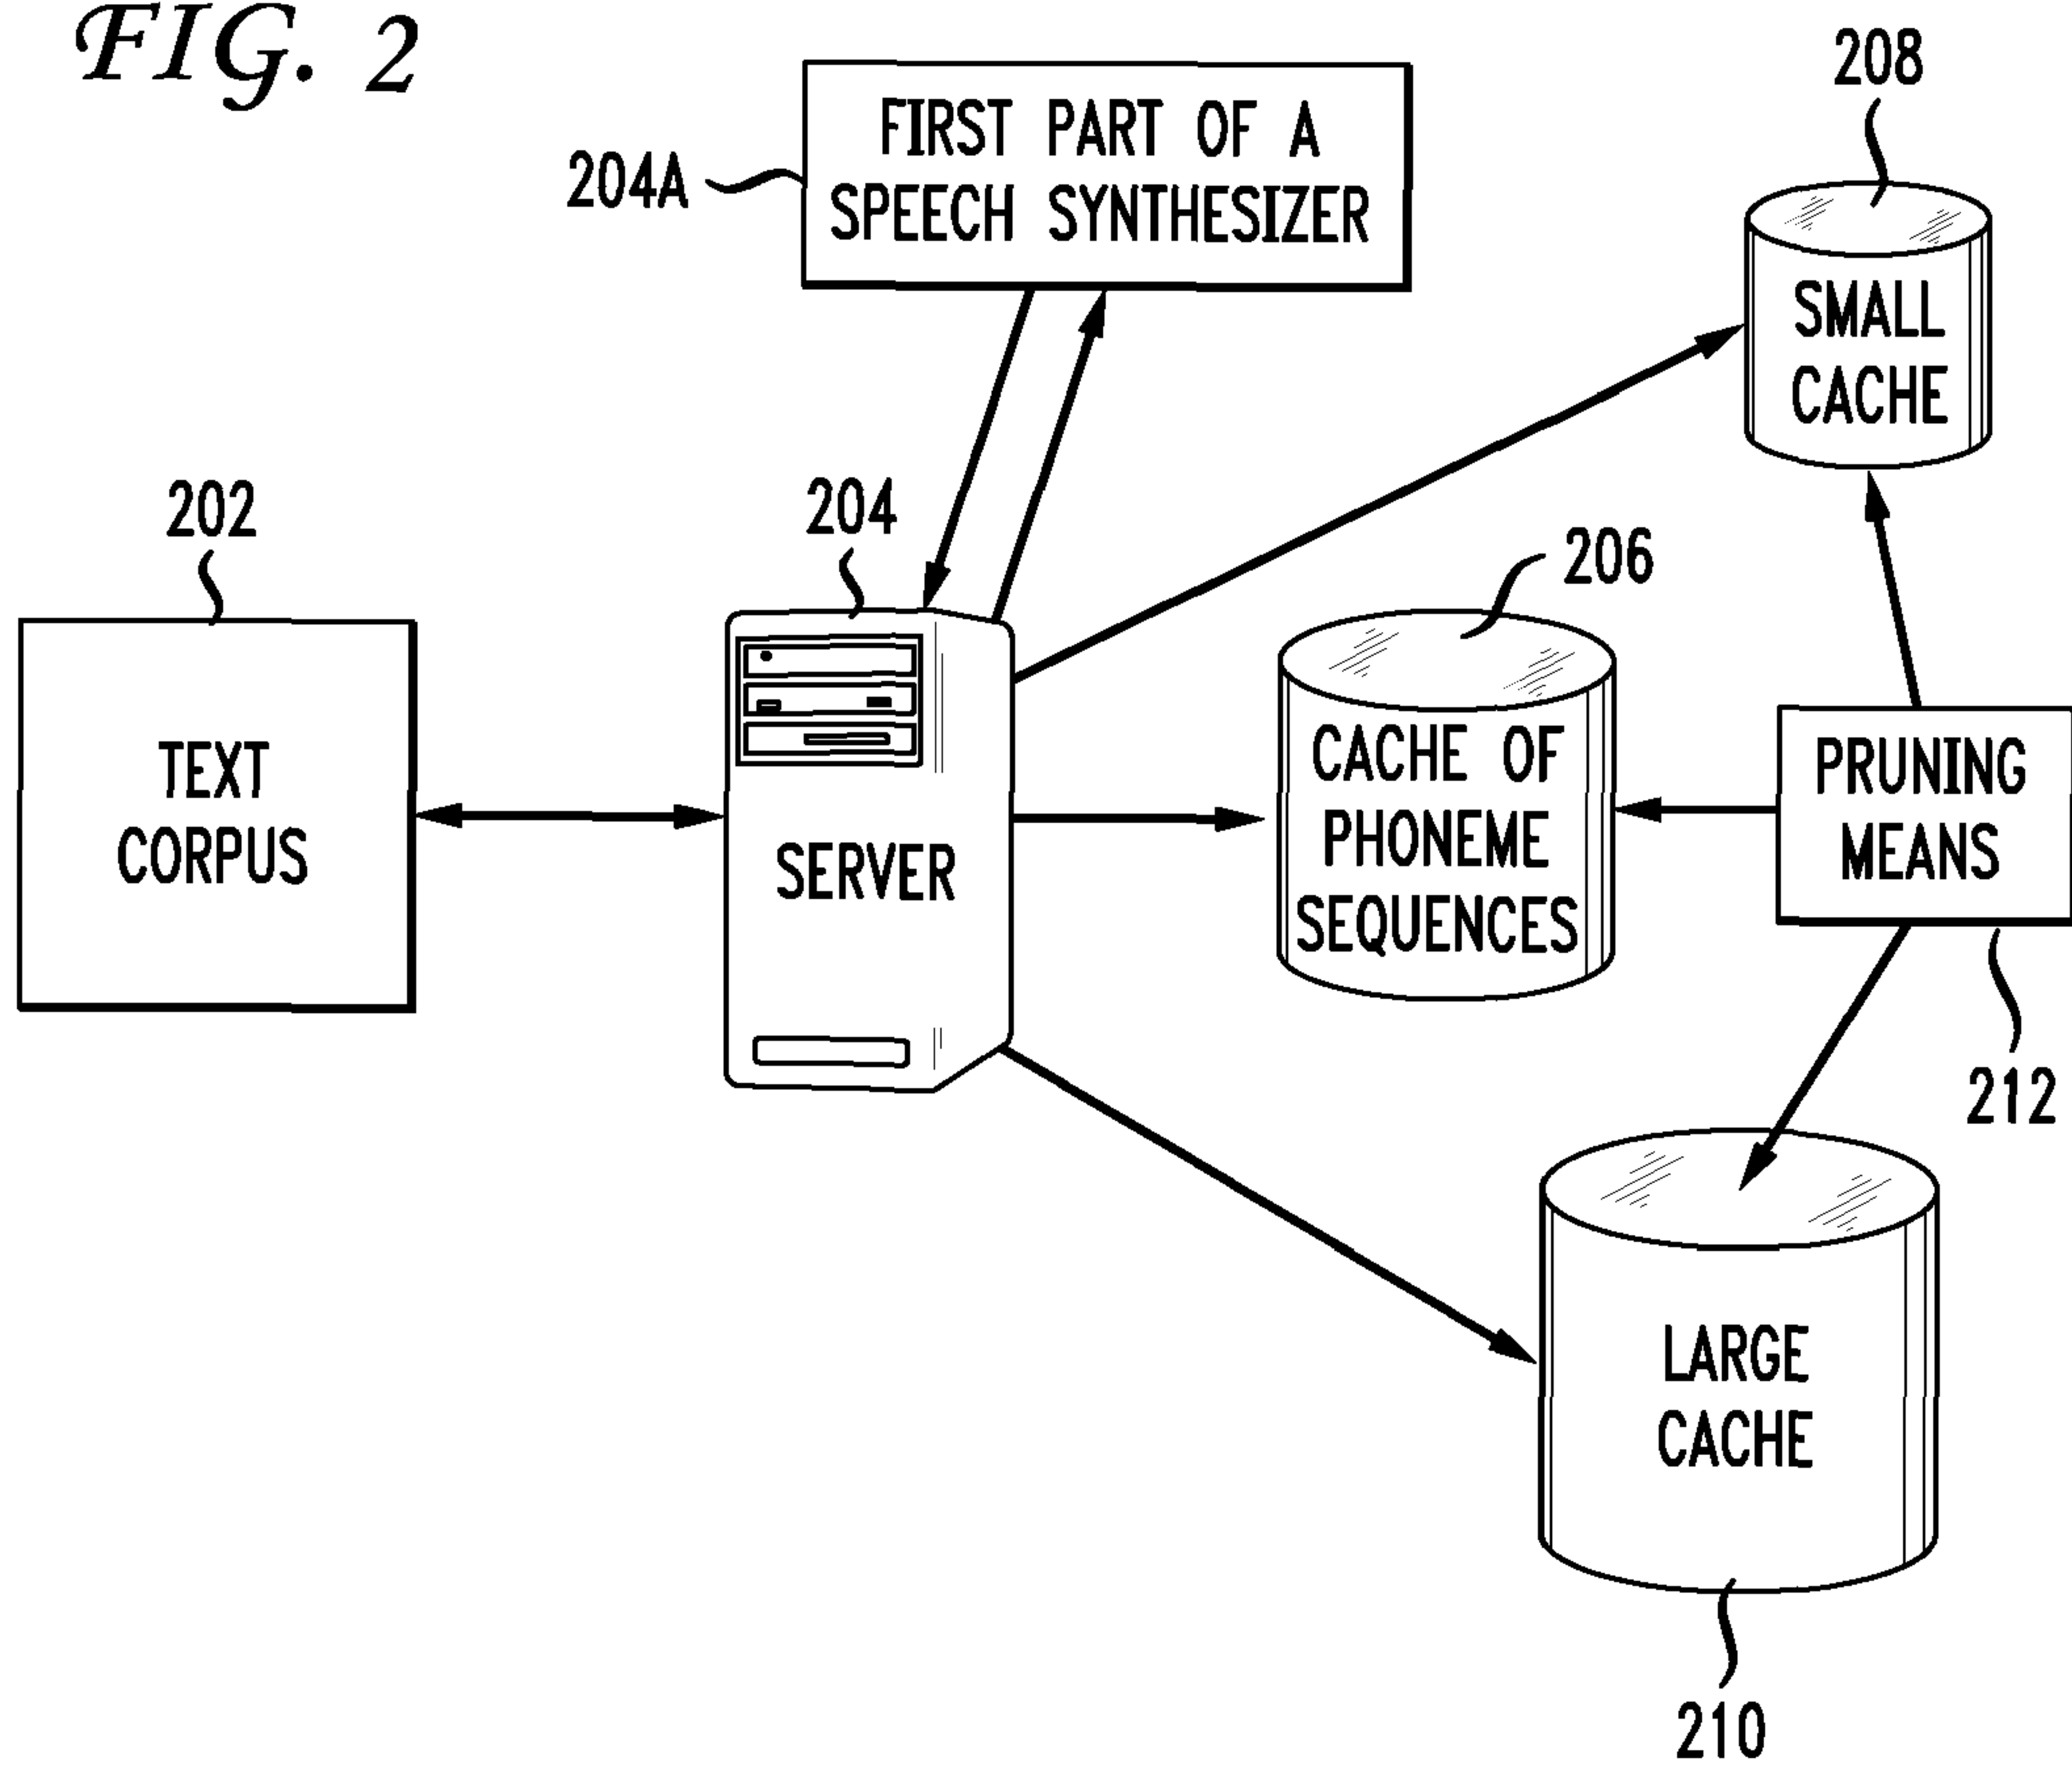 FIG. 2
208
FIRST PART OF A
SPEECH SYNTHESIZER
204A
SMALL
CACHE
202
204
206
TEXT
CORPUS
SERVER
CACHE OF
PHONEME
SEQUENCES
PRUNING
MEANS
212
LARGE
CACHE
210